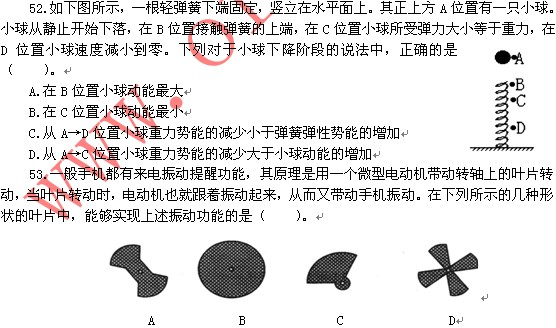 52.如下图所示，一根轻弹簧下端固定，竖立在水平面上。其正上方 A 位置有一只小球。
小球从静止开始下落，在 B 位置接触弹簧的上端，在 C 位置小球所受弹力大小等于重力，在
D 位置小球速度减小到零。下列对于小球下降阶段的说法中，正确的是
（　　）。
A.在 B 位置小球动能最大
B.在 C 位置小球动能最小
C.从 A→D 位置小球重力势能的减少小于弹簧弹性势能的增加
D.从 A→C 位置小球重力势能的减少大于小球动能的增加
A
B
C
D
53.一般手机都有来电振动提醒功能，其原理是用一个微型电动机带动转轴上的叶片转
动，当叶片转动时，电动机也就跟着振动起来，从而又带动手机振动。在下列所示的几种形
状的叶片中，能够实现上述振动功能的是（　　）。
A B C D